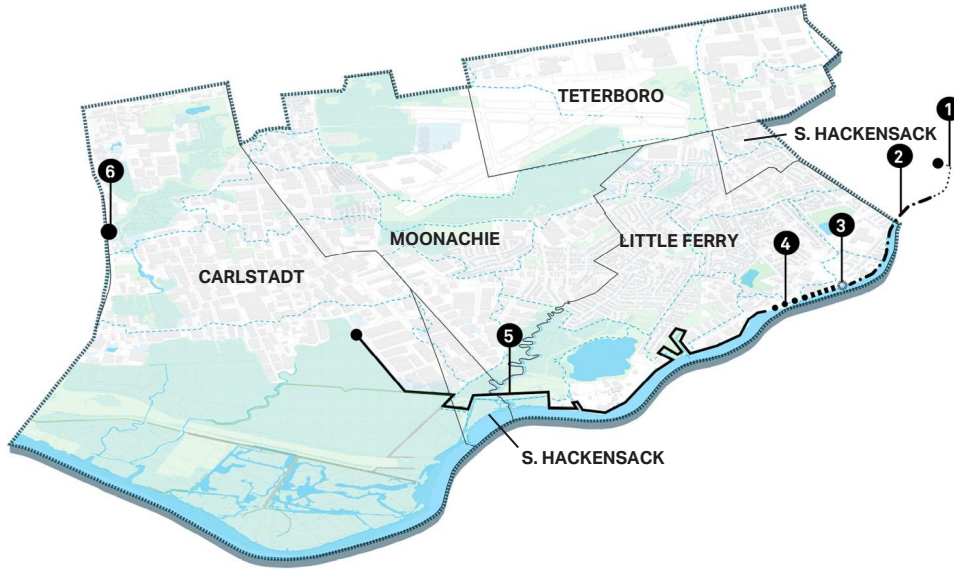 TETERBORO
1
S. HACKENSACK
2
6
3
4
MOONACHIE
LITTLE FERRY
CARLSTADT
5
S. HACKENSACK